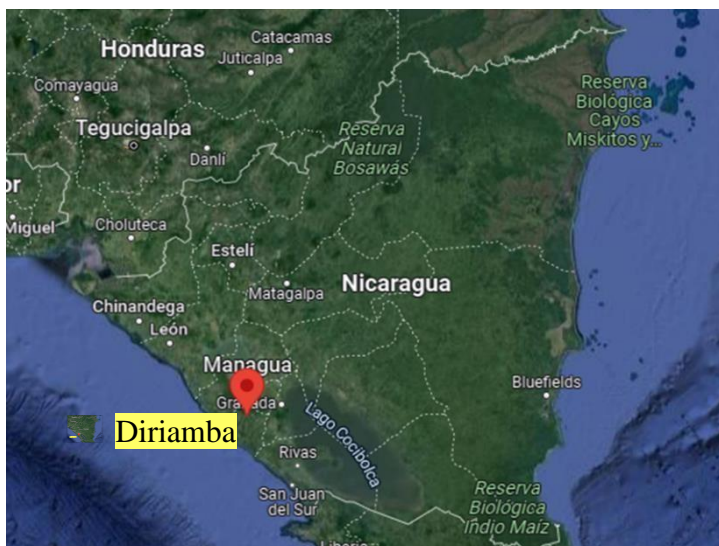 Catacamas
Honduras
Juticalpa
Comayagua
Reserva
Biológica
Cayos
Miskitos y...
Tegucigalpa
Reserva
Natural
Bosawás
Danlí
or
Miguel
Choluteca
Estelí
Nicaragua
Matagalpa
Chinandega
León
Managua
Bluefields
Lago Cocibolca
Diriamba
Rivas
San Juan
del Sur
Reserva
Biológica
Indio Maíz